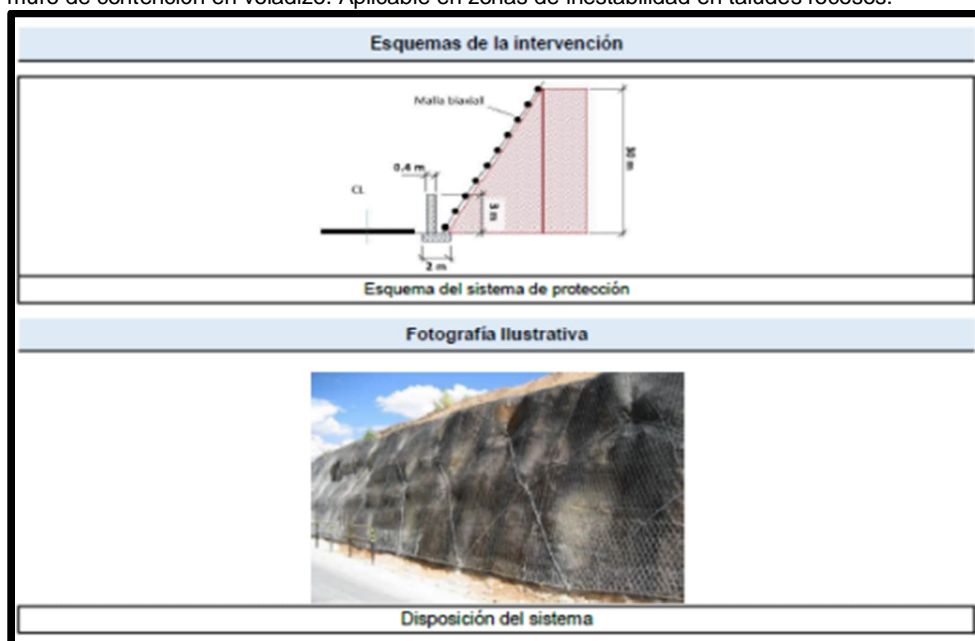 muro de contención en voladizo. Aplicable en zonas de inestabilidad en taludes rocosos.
Esquemas de la intervención
Malla biaxial
0.4 m
CL
3 m
30 m
2 m
Esquema del sistema de protección
Fotografía Ilustrativa
Disposición del sistema